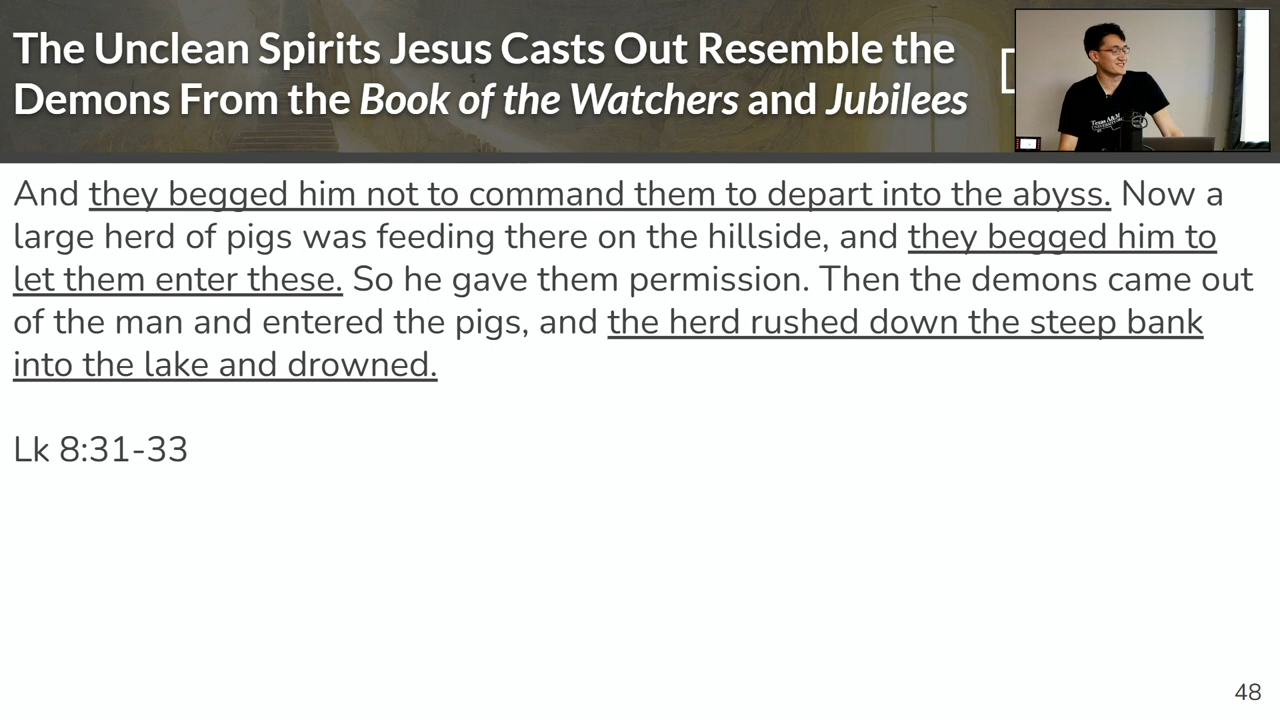 The Unclean Spirits Jesus Casts Out Resemble the
Demons From the Book of the Watchers and Jubilees
Texas A&M
And they begged him not to command them to depart into the abyss. Now a
large herd of pigs was feeding there on the hillside, and they begged him to
let them enter these. So he gave them permission. Then the demons came out
of the man and entered the pigs, and the herd rushed down the steep bank
into the lake and drowned.
Lk 8:31-33
48